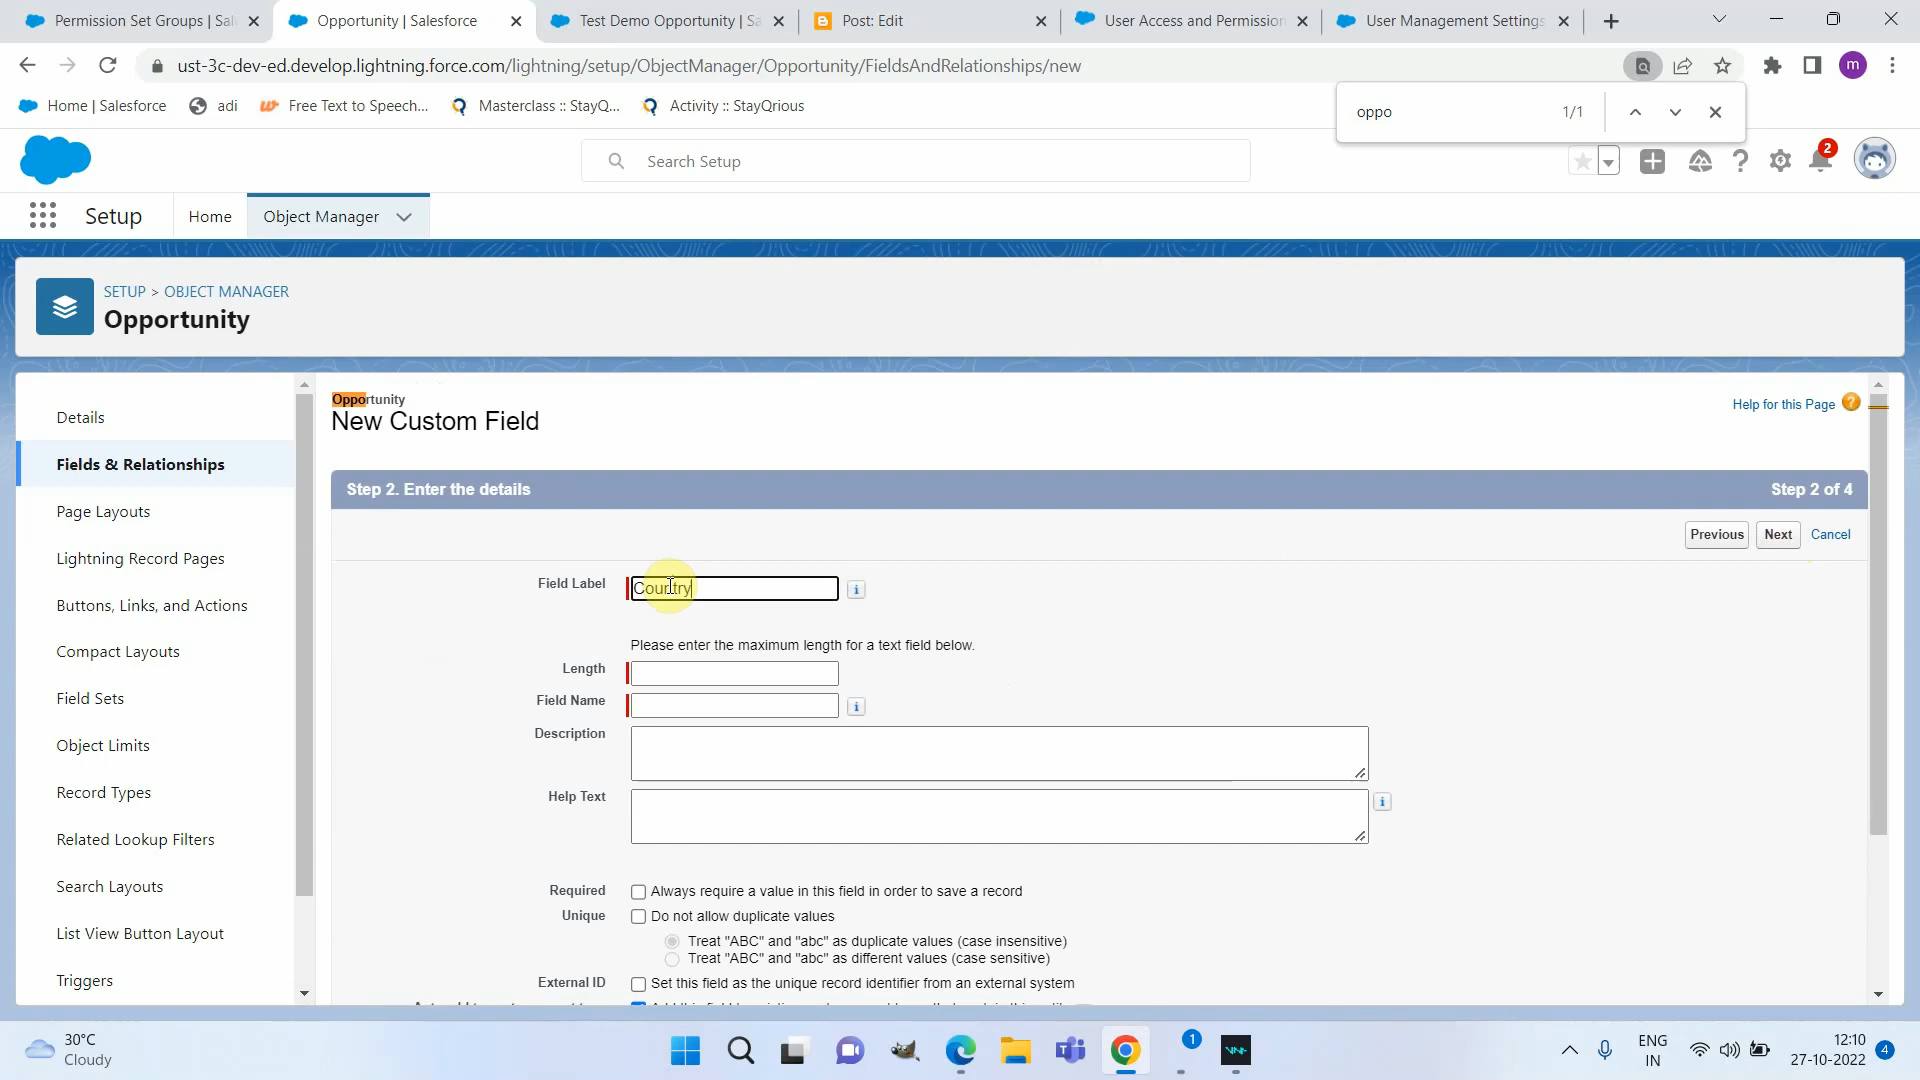 Permission Set Groups | Sal
Opportunity | Salesforce
Test Demo Opportunity | Sa
Post: Edit
User Access and Permission
User Management Settings
ust-3c-dev-ed.develop.lightning.force.com/lightning/setup/ObjectManager/Opportunity/FieldsAndRelationships/new
m
Home | Salesforce
adi
Free Text to Speech...
Masterclass :: StayQ...
Activity :: StayQrious
oppo
1/1
Search Setup
2
Setup
Home
Object Manager
SETUP > OBJECT MANAGER
Opportunity
Details
Fields & Relationships
Page Layouts
Lightning Record Pages
Buttons, Links, and Actions
Compact Layouts
Field Sets
Object Limits
Record Types
Related Lookup Filters
Search Layouts
List View Button Layout
Triggers
Opportunity
New Custom Field
Help for this Page
Step 2. Enter the details
Step 2 of 4
Previous
Next
Cancel
Field Label
Country
Please enter the maximum length for a text field below.
Length
Field Name
Description
Help Text
Required
Always require a value in this field in order to save a record
Unique
Do not allow duplicate values
Treat "ABC" and "abc" as duplicate values (case insensitive)
Treat "ABC" and "abc" as different values (case sensitive)
External ID
Set this field as the unique record identifier from an external system
30°C
Cloudy
1
ENG
IN
12:10
27-10-2022
4